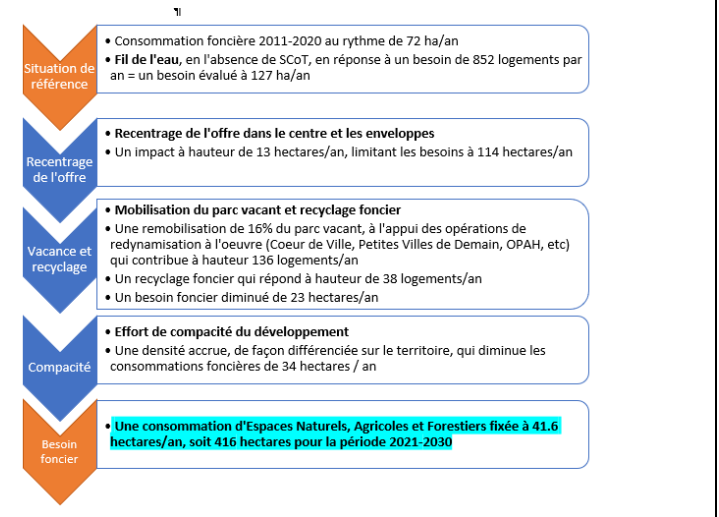 ¶
Situation de
référence
• Consommation foncière 2011-2020 au rythme de 72 ha/an
• Fil de l'eau, en l'absence de SCoT, en réponse à un besoin de 852 logements par
an = un besoin évalué à 127 ha/an
Recentrage
de l'offre
• Recentrage de l'offre dans le centre et les enveloppes
• Un impact à hauteur de 13 hectares/an, limitant les besoins à 114 hectares/an
Vacance et
recyclage
• Mobilisation du parc vacant et recyclage foncier
• Une remobilisation de 16% du parc vacant, à l'appui des opérations de
redynamisation à l'oeuvre (Coeur de Ville, Petites Villes de Demain, OPAH, etc)
qui contribue à hauteur 136 logements/an
• Un recyclage foncier qui répond à hauteur de 38 logements/an
• Un besoin foncier diminué de 23 hectares/an
Compacité
• Effort de compacité du développement
• Une densité accrue, de façon différenciée sur le territoire, qui diminue les
consommations foncières de 34 hectares / an
Besoin
foncier
• Une consommation d'Espaces Naturels, Agricoles et Forestiers fixée à 41.6
hectares/an, soit 416 hectares pour la période 2021-2030